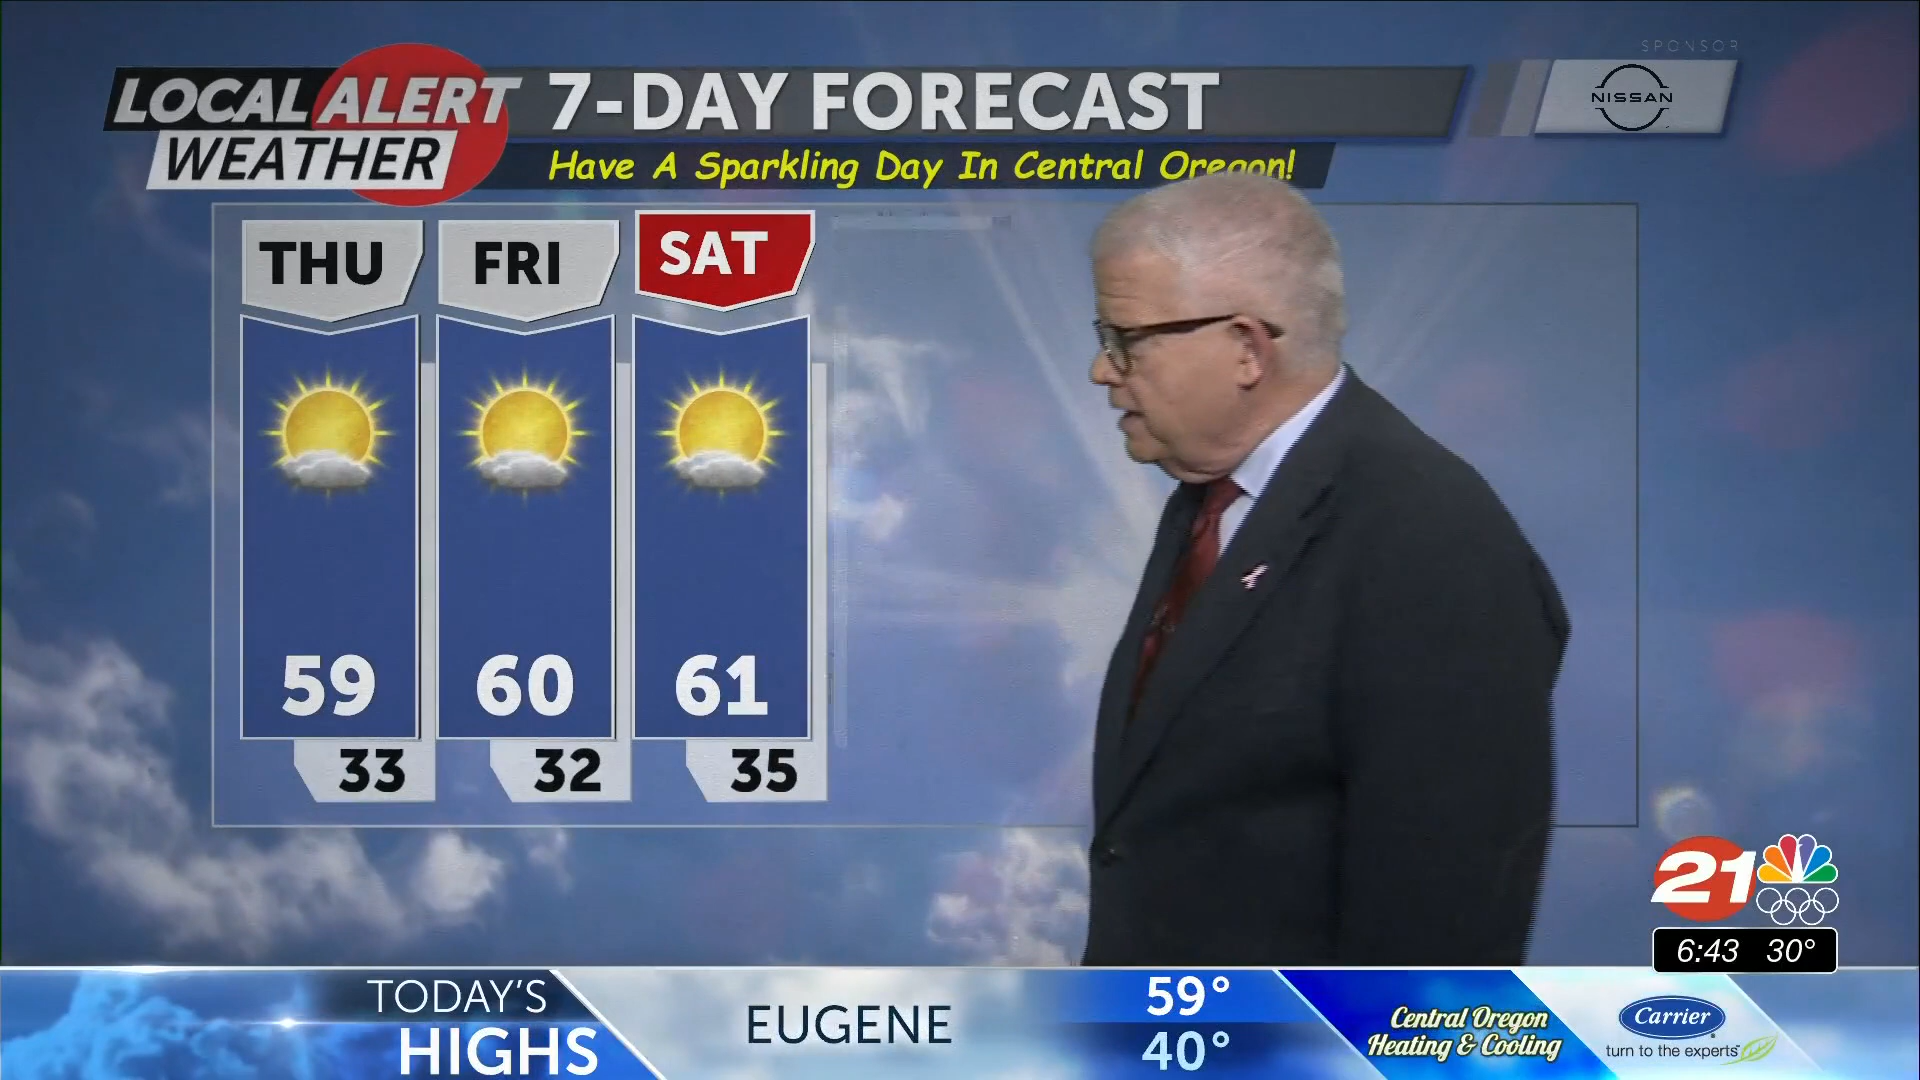 SPONSOR
LOCAL ALERT
WEATHER
7-DAY FORECAST
NISSAN
Have A Sparkling Day In Central Oregon!
THU
FRI
SAT
59
60
61
33
32
35
21
6:43 30°
TODAY'S
HIGHS
EUGENE
59°
40°
Central Oregon
Heating & Cooling
Carrier
turn to the experts